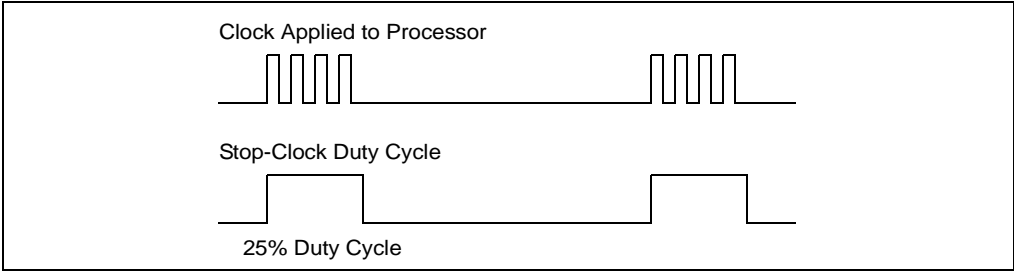 Clock Applied to Processor
Stop-Clock Duty Cycle
25% Duty Cycle